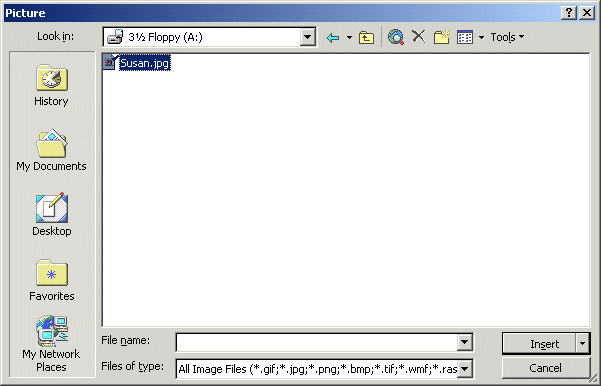 Picture
Look in:
3½ Floppy (A:)
Tools
Susan.jpg
History
My Documents
Desktop
Favorites
My Network
Places
File name:
Insert
Files of type:
All Image Files (*.gif;*.jpg;*.png;*.bmp;*.tif;*.wmf;*.ras
Cancel